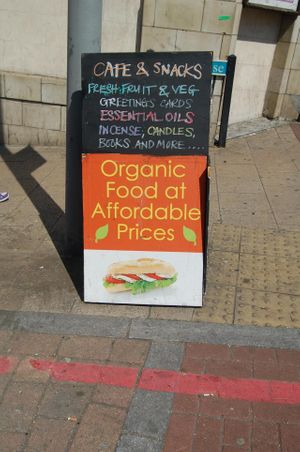 CAFE & SNACKS
FRESH FRUIT & VEG
GREETINGS CARDS
ESSENTIAL OILS
INCENSE, CANDLES,
BOOKS AND MORE ....
Organic
Food at
Affordable
Prices
se